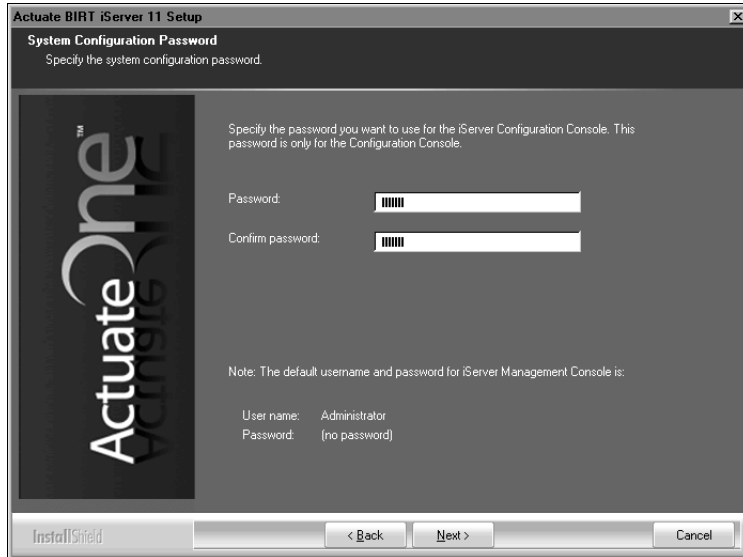 Actuate BIRT iServer 11 Setup
System Configuration Password
Specify the system configuration password.
Specify the password you want to use for the iServer Configuration Console. This
password is only for the Configuration Console.
Password:
Confirm password:
Note: The default username and password for iServer Management Console is:
User name: Administrator
Password: (no password)
ActuateOne™
InstallShield
< Back
Next >
Cancel